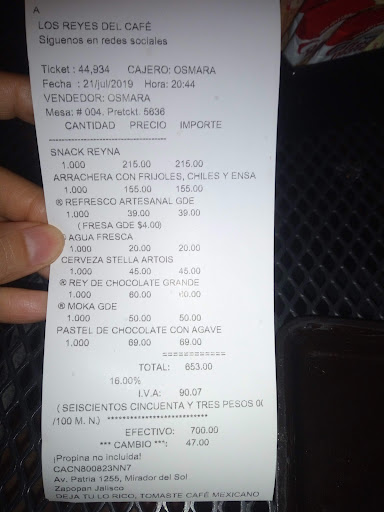 A
LOS REYES DEL CAFÉ
Síguenos en redes sociales
Ticket : 44,934 CAJERO: OSMARA
Fecha : 21/jul/2019 Hora: 20:44
VENDEDOR: OSMARA
Mesa: # 004. Pretckt. 5636
CANTIDAD PRECIO IMPORTE
--------------------------------
SNACK REYNA
1.000 215.00 215.00
ARRACHERA CON FRIJOLES, CHILES Y ENSA
1.000 155.00 155.00
® REFRESCO ARTESANAL GDE
1.000 39.00 39.00
( FRESA GDE $4.00)
AGUA FRESCA
1.000 20.00 20.00
CERVEZA STELLA ARTOIS
1.000 45.00 45.00
® REY DE CHOCOLATE GRANDE
1.000 60.00 60.00
® MOKA GDE
1.000 50.00 50.00
PASTEL DE CHOCOLATE CON AGAVE
1.000 69.00 69.00
============
TOTAL: 653.00
16.00%
I.V.A: 90.07
( SEISCIENTOS CINCUENTA Y TRES PESOS 00
/100 M. N.) **************************
EFECTIVO: 700.00
*** CAMBIO ***: 47.00
¡Propina no incluida!
CACN800823NN7
Av. Patria 1255, Mirador del Sol
Zapopan Jalisco
DEJA TU LO RICO, TOMASTE CAFÉ MEXICANO